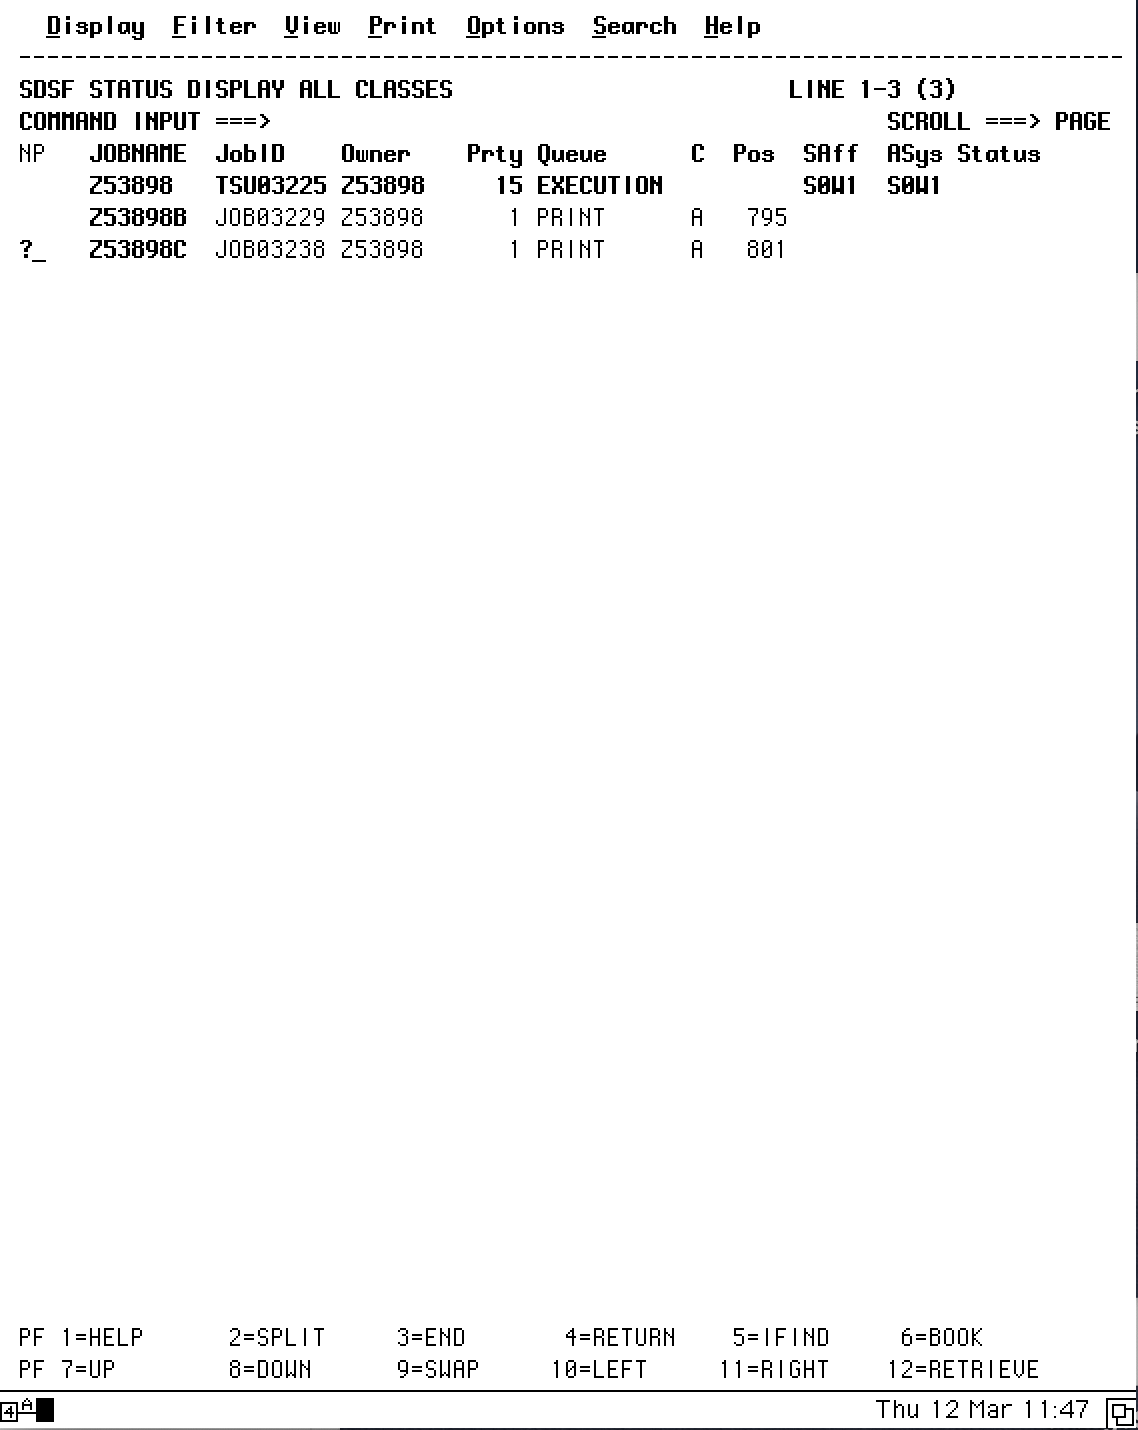 Display Filter View Print Options Search Help
-------------------------------------------------------------------------------
SDSF STATUS DISPLAY ALL CLASSES LINE 1-3 (3)
COMMAND INPUT ===> SCROLL ===> PAGE
NP JOBNAME JobID Owner Prty Queue C Pos SAff ASys Status
Z53898 TSU03225 Z53898 15 EXECUTION S0W1 S0W1
Z53898B JOB03229 Z53898 1 PRINT A 795
?_ Z53898C JOB03238 Z53898 1 PRINT A 801
PF 1=HELP 2=SPLIT 3=END 4=RETURN 5=IFIND 6=BOOK
PF 7=UP 8=DOWN 9=SWAP 10=LEFT 11=RIGHT 12=RETRIEVE
4 A Thu 12 Mar 11:47